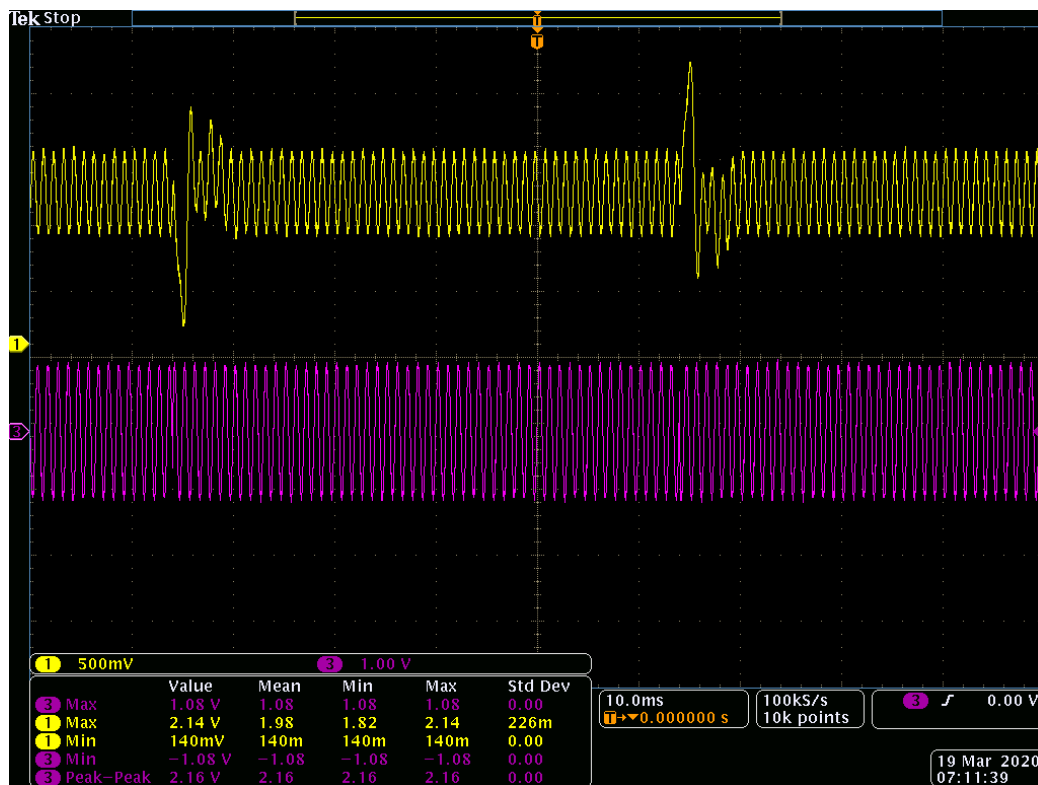 Tek Stop
T
T
1
3
1 500mV 3 1.00 V
Value Mean Min Max Std Dev
3 Max 1.08 V 1.08 1.08 1.08 0.00
1 Max 2.14 V 1.98 1.82 2.14 226m
1 Min 140mV 140m 140m 140m 0.00
3 Min −1.08 V −1.08 −1.08 −1.08 0.00
3 Peak−Peak 2.16 V 2.16 2.16 2.16 0.00
10.0ms
T→▼0.000000 s
100kS/s
10k points
3 ƒ 0.00 V
19 Mar 2020
07:11:39